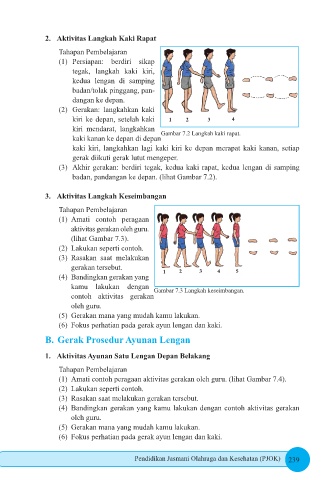 2. Aktivitas Langkah Kaki Rapat
Tahapan Pembelajaran
(1) Persiapan: berdiri sikap
tegak, langkah kaki kiri,
kedua lengan di samping
badan/tolak pinggang, pan-
dangan ke depan.
(2) Gerakan: langkahkan kaki
kiri ke depan, setelah kaki
kiri mendarat, langkahkan
kaki kanan ke depan di depan
1 2 3 4
Gambar 7.2 Langkah kaki rapat.
kaki kiri, langkahkan lagi kaki kiri ke depan merapat kaki kanan, setiap
gerak diikuti gerak lutut mengeper.
(3) Akhir gerakan: berdiri tegak, kedua kaki rapat, kedua lengan di samping
badan, pandangan ke depan. (lihat Gambar 7.2).
3. Aktivitas Langkah Keseimbangan
Tahapan Pembelajaran
(1) Amati contoh peragaan
aktivitas gerakan oleh guru.
(lihat Gambar 7.3).
(2) Lakukan seperti contoh.
(3) Rasakan saat melakukan
gerakan tersebut.
(4) Bandingkan gerakan yang
kamu lakukan dengan
contoh aktivitas gerakan
oleh guru.
1 2 3 4 5
Gambar 7.3 Langkah keseimbangan.
(5) Gerakan mana yang mudah kamu lakukan.
(6) Fokus perhatian pada gerak ayun lengan dan kaki.
B. Gerak Prosedur Ayunan Lengan
1. Aktivitas Ayunan Satu Lengan Depan Belakang
Tahapan Pembelajaran
(1) Amati contoh peragaan aktivitas gerakan oleh guru. (lihat Gambar 7.4).
(2) Lakukan seperti contoh.
(3) Rasakan saat melakukan gerakan tersebut.
(4) Bandingkan gerakan yang kamu lakukan dengan contoh aktivitas gerakan
oleh guru.
(5) Gerakan mana yang mudah kamu lakukan.
(6) Fokus perhatian pada gerak ayun lengan dan kaki.
Pendidikan Jasmani Olahraga dan Kesehatan (PJOK) 239